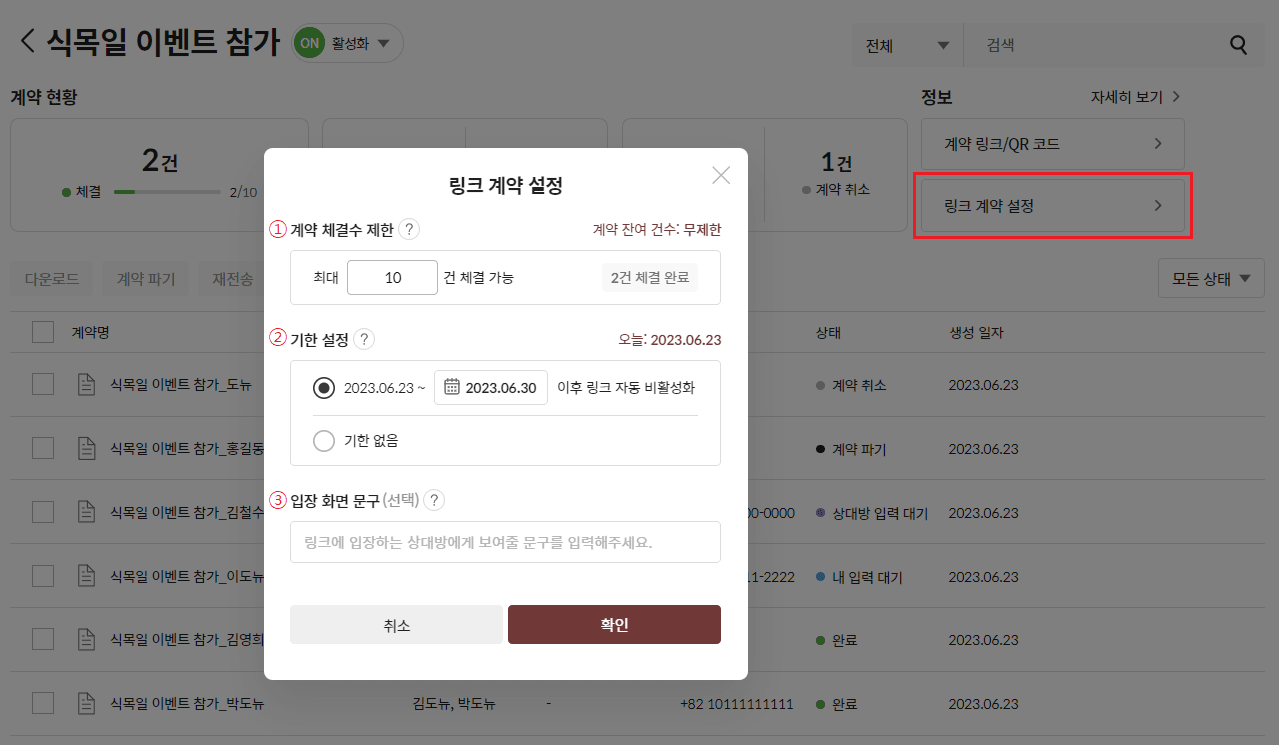 식목일 이벤트 참가 ON 활성화
전체 검색
계약 현황
정보 자세히 보기
2건
체결 2/10
1건
계약 취소
계약 링크/QR 코드
링크 계약 설정
다운로드 계약 파기 재전송
모든 상태
계약명 상태 생성 일자
식목일 이벤트 참가_도뉴 계약 취소 2023.06.23
식목일 이벤트 참가_홍길동 계약 파기 2023.06.23
식목일 이벤트 참가_김철수 00-0000 상대방 입력 대기 2023.06.23
식목일 이벤트 참가_이도뉴 11-2222 내 입력 대기 2023.06.23
식목일 이벤트 참가_김영희 완료 2023.06.23
식목일 이벤트 참가_박도뉴 김도뉴, 박도뉴 - +82 10111111111 완료 2023.06.23
링크 계약 설정
① 계약 체결수 제한 ? 계약 잔여 건수: 무제한
최대 10 건 체결 가능 2건 체결 완료
② 기한 설정 ? 오늘: 2023.06.23
2023.06.23 ~ 2023.06.30 이후 링크 자동 비활성화
기한 없음
③ 입장 화면 문구(선택) ?
링크에 입장하는 상대방에게 보여줄 문구를 입력해주세요.
취소 확인